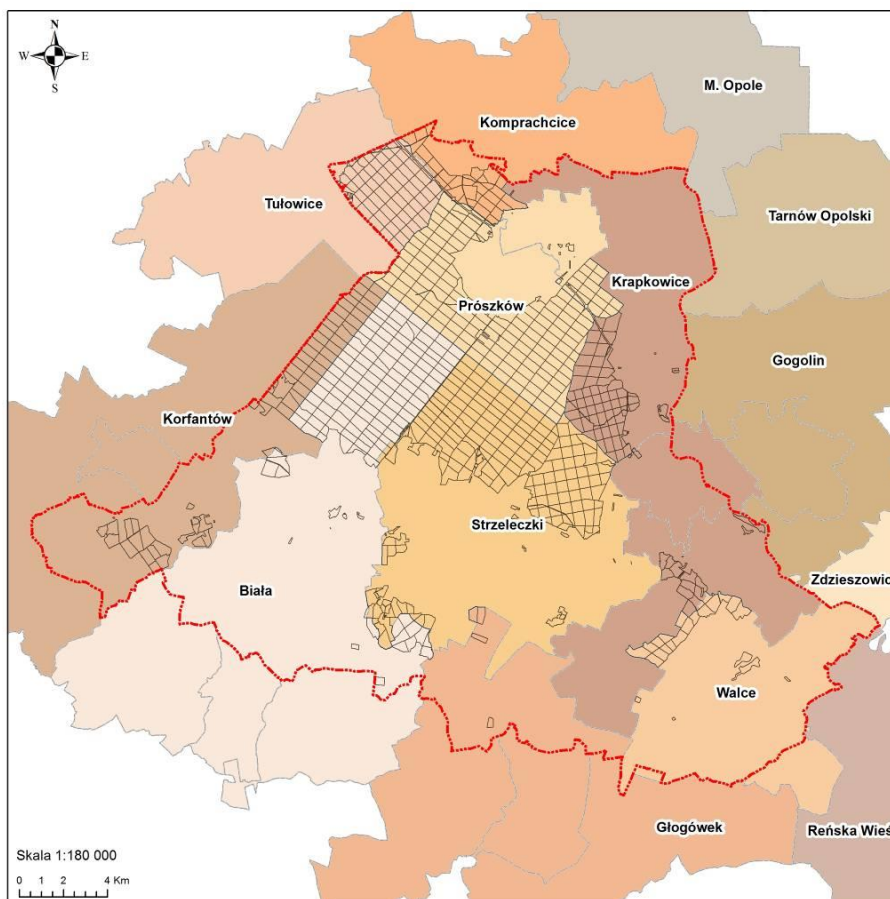 N
W E
S
M. Opole
Komprachcice
Tułowice
Tarnów Opolski
Krapkowice
Prószków
Gogolin
Korfantów
Strzeleczki
Zdzieszowic
Biała
Walce
Głogówek
Reńska Wieś
Skala 1:180 000
0 1 2 4 Km